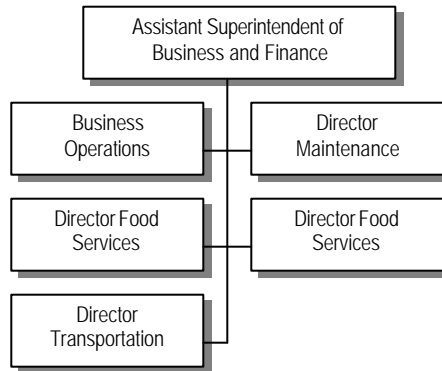 Assistant Superintendent of
Business and Finance
Business
Operations
Director
Maintenance
Director Food
Services
Director Food
Services
Director
Transportation